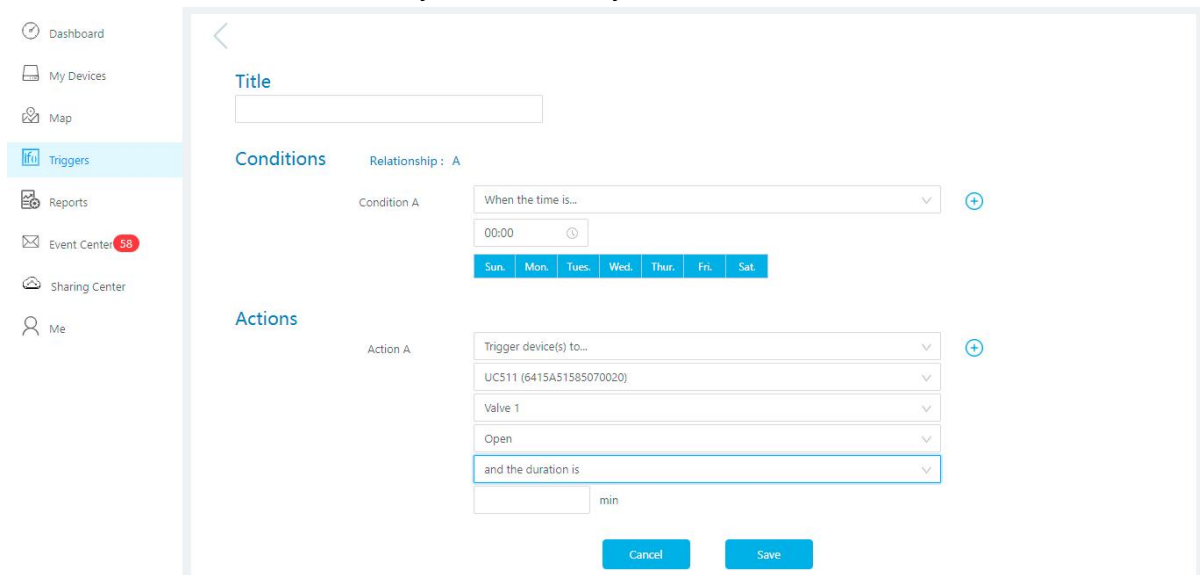 Dashboard
My Devices
Map
Triggers
Reports
Event Center 58
Sharing Center
Me
Title
Conditions Relationship : A
Condition A When the time is...
00:00
Sun. Mon. Tues. Wed. Thur. Fri. Sat.
Actions
Action A Trigger device(s) to...
UC511 (6415A51585070020)
Valve 1
Open
and the duration is
min
Cancel Save